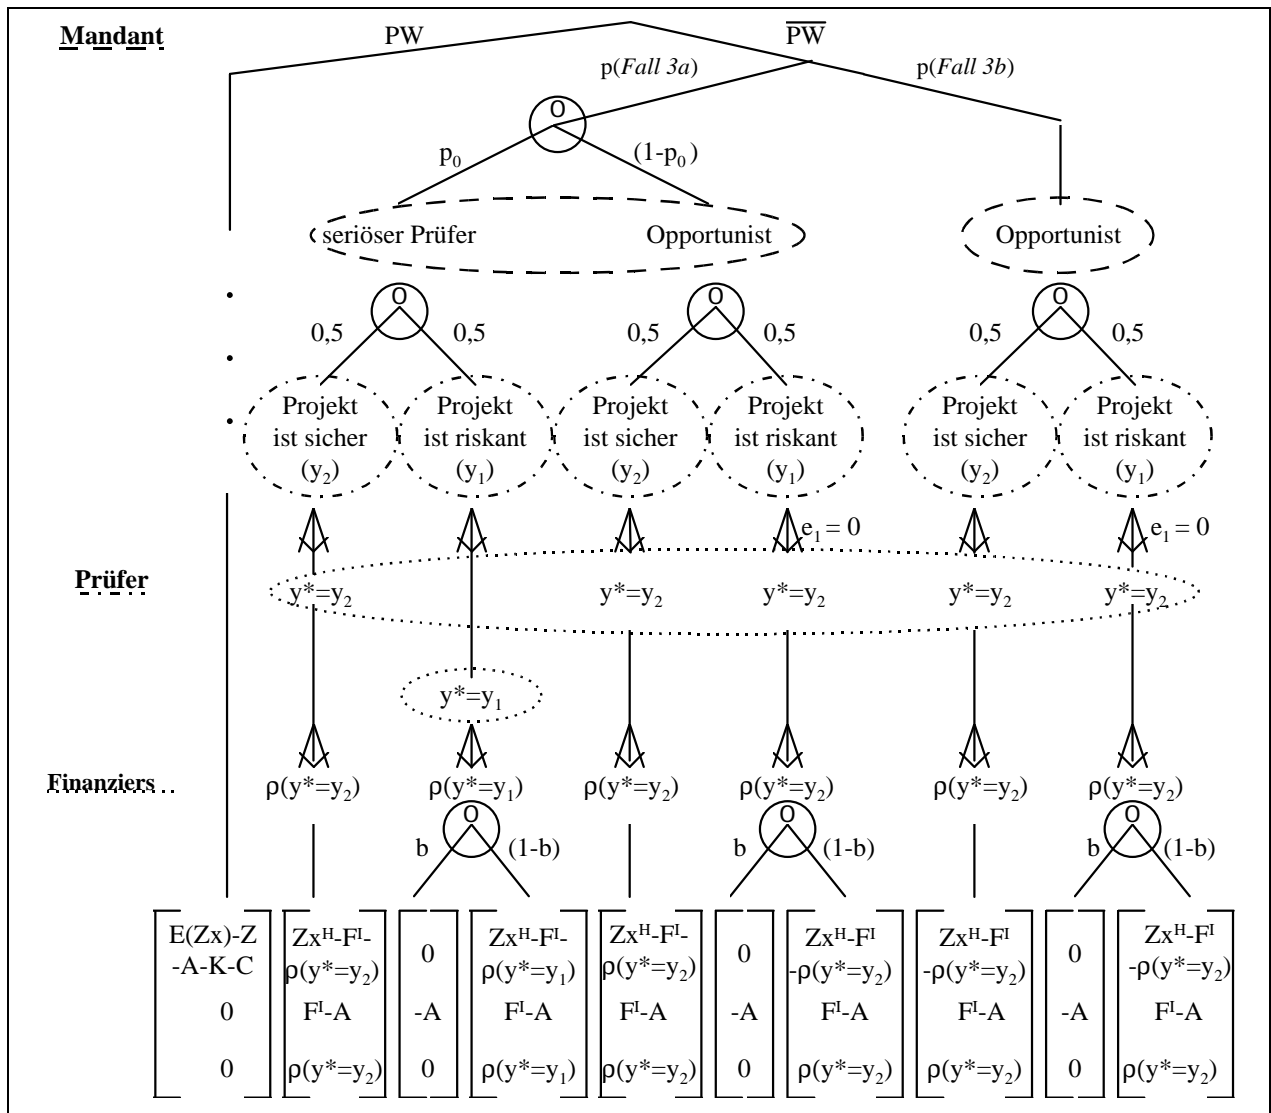 Mandant PW P̅W̅
p(Fall 3a) p(Fall 3b)
O
p₀ (1-p₀)
seriöser Prüfer Opportunist Opportunist
O O O
0,5 0,5 0,5 0,5 0,5 0,5
Projekt Projekt Projekt Projekt Projekt Projekt
ist sicher ist riskant ist sicher ist riskant ist sicher ist riskant
(y₂) (y₁) (y₂) (y₁) (y₂) (y₁)
e₁ = 0 e₁ = 0
Prüfer y*=y₂ y*=y₂ y*=y₂ y*=y₂ y*=y₂
y*=y₁
Finanziers ρ(y*=y₂) ρ(y*=y₁) ρ(y*=y₂) ρ(y*=y₂) ρ(y*=y₂) ρ(y*=y₂)
O O O
b (1-b) b (1-b) b (1-b)
E(Zx)-Z Zxᴴ-Fᴵ- 0 Zxᴴ-Fᴵ- Zxᴴ-Fᴵ- 0 Zxᴴ-Fᴵ Zxᴴ-Fᴵ 0 Zxᴴ-Fᴵ
-A-K-C ρ(y*=y₂) ρ(y*=y₁) ρ(y*=y₂) -ρ(y*=y₂) -ρ(y*=y₂) -ρ(y*=y₂)
0 Fᴵ-A -A Fᴵ-A Fᴵ-A -A Fᴵ-A Fᴵ-A -A Fᴵ-A
0 ρ(y*=y₂) 0 ρ(y*=y₁) ρ(y*=y₂) 0 ρ(y*=y₂) ρ(y*=y₂) 0 ρ(y*=y₂)